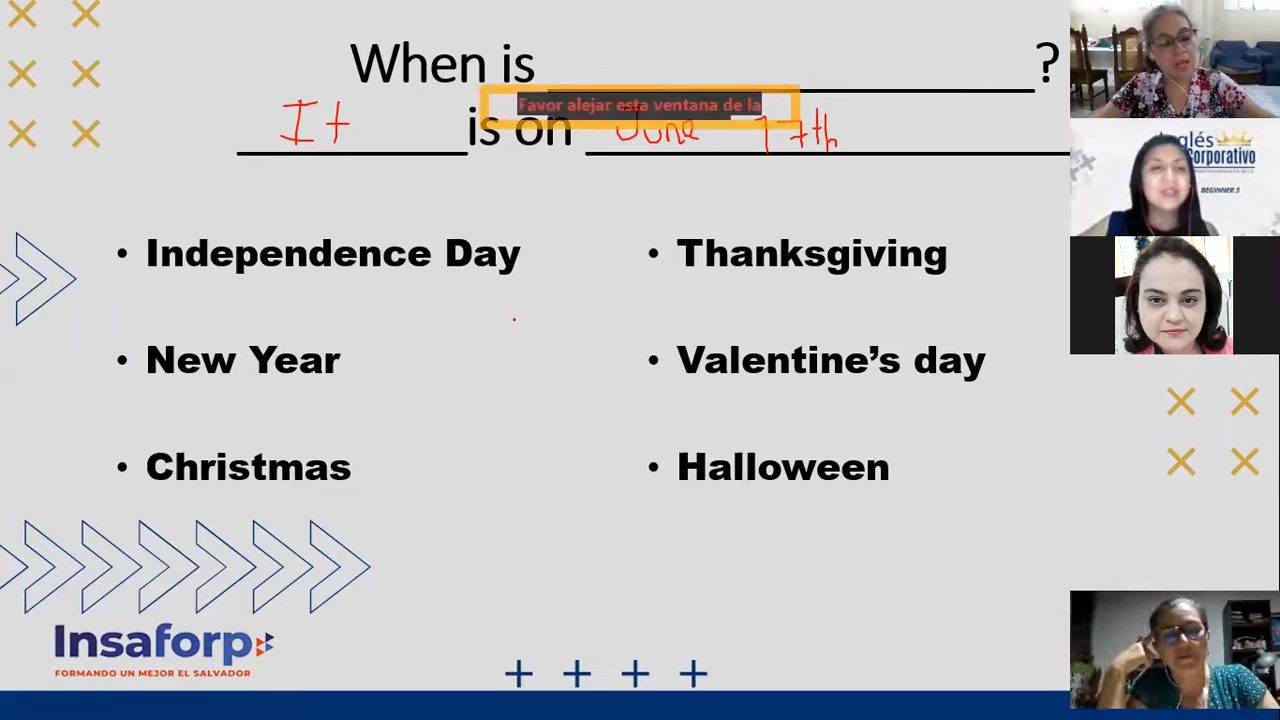 When is ?
Favor alejar esta ventana de la
It is on June 17th
• Independence Day
• New Year
• Christmas
• Thanksgiving
• Valentine’s day
• Halloween
Inglés
Corporativo
BEGINNER 3
Insaforp
FORMANDO UN MEJOR EL SALVADOR